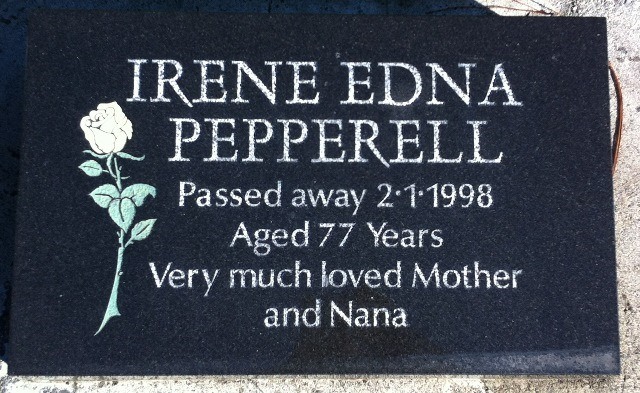 IRENE EDNA
PEPPERELL
Passed away 2·1·1998
Aged 77 Years
Very much loved Mother
and Nana